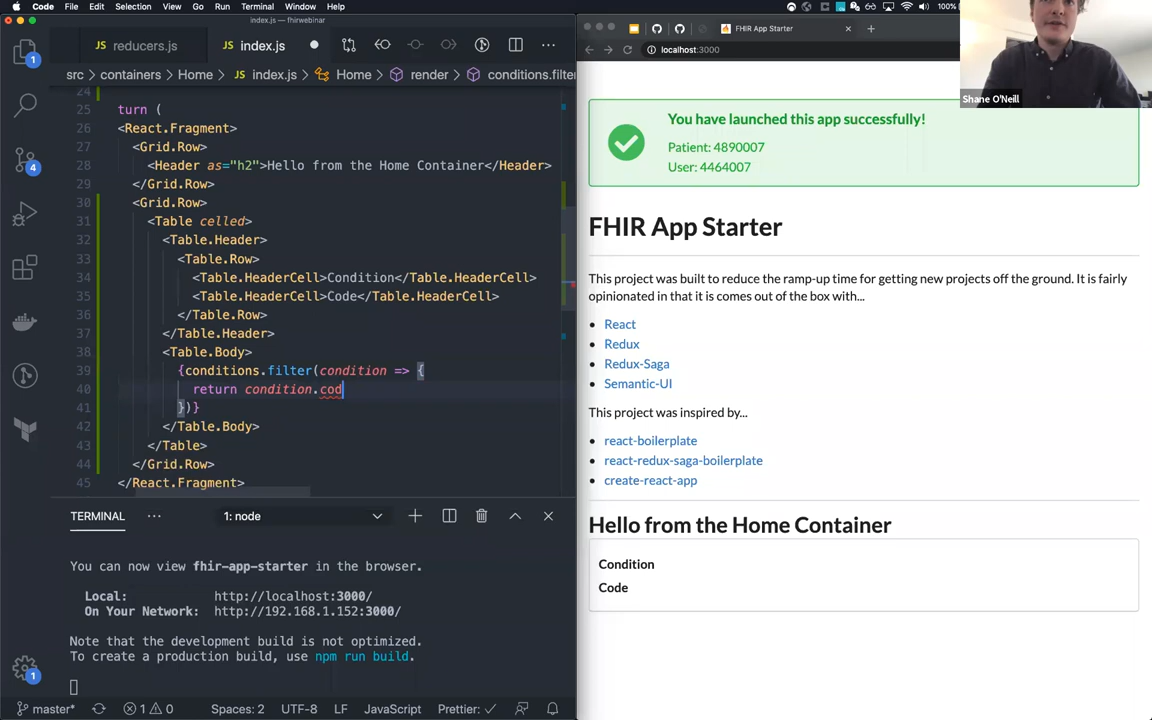 Code File Edit Selection View Go Run Terminal Window Help 100%
index.js — fhirwebinar
JS reducers.js JS index.js
src > containers > Home > JS index.js > Home > render > conditions.filter
24
25 turn (
26 <React.Fragment>
27 <Grid.Row>
28 <Header as="h2">Hello from the Home Container</Header>
29 </Grid.Row>
30 <Grid.Row>
31 <Table celled>
32 <Table.Header>
33 <Table.Row>
34 <Table.HeaderCell>Condition</Table.HeaderCell>
35 <Table.HeaderCell>Code</Table.HeaderCell>
36 </Table.Row>
37 </Table.Header>
38 <Table.Body>
39 {conditions.filter(condition => {
40 return condition.cod
41 })}
42 </Table.Body>
43 </Table>
44 </Grid.Row>
45 </React.Fragment>
1
4
1
TERMINAL ··· 1: node
You can now view fhir-app-starter in the browser.
Local: http://localhost:3000/
On Your Network: http://192.168.1.152:3000/
Note that the development build is not optimized.
To create a production build, use npm run build.
master* 1 0 Spaces: 2 UTF-8 LF JavaScript Prettier: ✓
FHIR App Starter
localhost:3000
Shane O'Neill
You have launched this app successfully!
Patient: 4890007
User: 4464007
FHIR App Starter
This project was built to reduce the ramp-up time for getting new projects off the ground. It is fairly
opinionated in that it is comes out of the box with...
• React
• Redux
• Redux-Saga
• Semantic-UI
This project was inspired by...
• react-boilerplate
• react-redux-saga-boilerplate
• create-react-app
Hello from the Home Container
Condition
Code